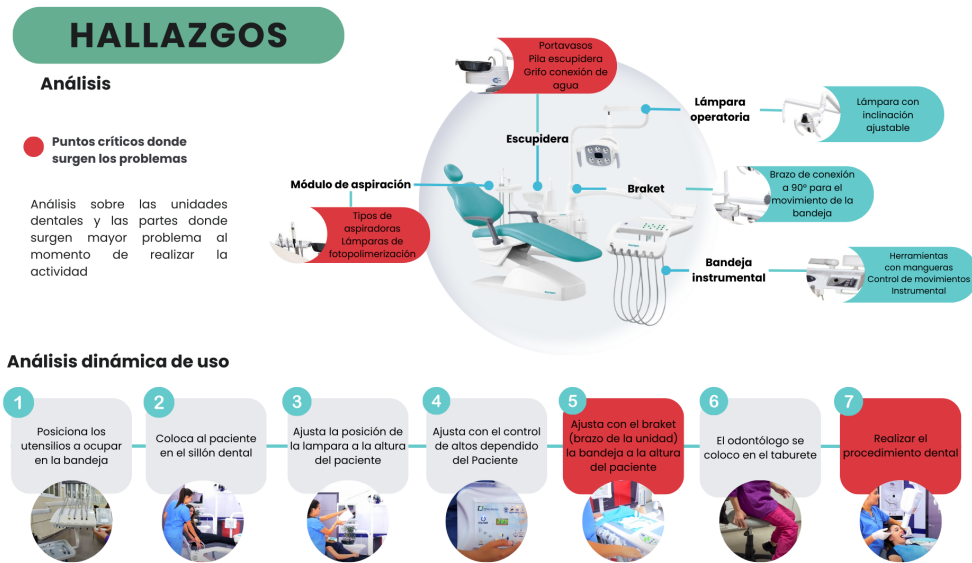 HALLAZGOS
Análisis
Puntos críticos donde
surgen los problemas
Análisis sobre las unidades
dentales y las partes donde
surgen mayor problema al
momento de realizar la
actividad
Portavasos
Pila escupidera
Grifo conexión de
agua
Escupidera
Lámpara
operatoria
Lámpara con
inclinación
ajustable
Módulo de aspiración
Tipos de
aspiradoras
Lámparas de
fotopolimerización
Braket
Brazo de conexión
a 90º para el
movimiento de la
bandeja
Bandeja
instrumental
Herramientas
con mangueras
Control de movimientos
Instrumental
Análisis dinámica de uso
1
Posiciona los
utensilios a ocupar
en la bandeja
2
Coloca al paciente
en el sillón dental
3
Ajusta la posición de
la lampara a la altura
del paciente
4
Ajusta con el control
de altos dependido
del Paciente
5
Ajusta con el braket
(brazo de la unidad)
la bandeja a la altura
del paciente
6
El odontólogo se
coloco en el taburete
7
Realizar el
procedimiento dental